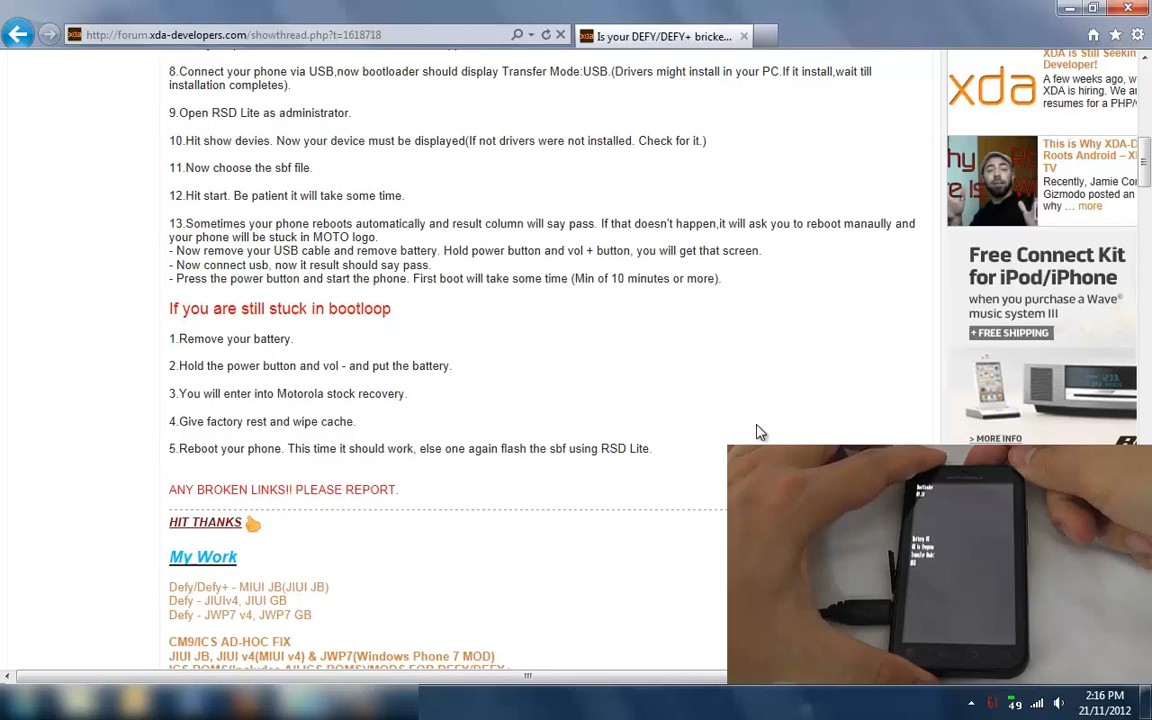 http://forum.xda-developers.com/showthread.php?t=1618718
Is your DEFY/DEFY+ bricke...
8.Connect your phone via USB,now bootloader should display Transfer Mode:USB.(Drivers might install in your PC.If it install,wait till
installation completes).
9.Open RSD Lite as administrator.
10.Hit show devies. Now your device must be displayed(If not drivers were not installed. Check for it.)
11.Now choose the sbf file.
12.Hit start. Be patient it will take some time.
13.Sometimes your phone reboots automatically and result column will say pass. If that doesn't happen,it will ask you to reboot manaully and
your phone will be stuck in MOTO logo.
- Now remove your USB cable and remove battery. Hold power button and vol + button, you will get that screen.
- Now connect usb, now it result should say pass.
- Press the power button and start the phone. First boot will take some time (Min of 10 minutes or more).
If you are still stuck in bootloop
1.Remove your battery.
2.Hold the power button and vol - and put the battery.
3.You will enter into Motorola stock recovery.
4.Give factory rest and wipe cache.
5.Reboot your phone. This time it should work, else one again flash the sbf using RSD Lite.
ANY BROKEN LINKS!! PLEASE REPORT.
HIT THANKS
My Work
Defy/Defy+ - MIUI JB(JIUI JB)
Defy - JIUIv4, JIUI GB
Defy - JWP7 v4, JWP7 GB
CM9/ICS AD-HOC FIX
JIUI JB, JIUI v4(MIUI v4) & JWP7(Windows Phone 7 MOD)
XDA is Still Seekin
Developer!
A few weeks ago, w
XDA is hiring. We ar
resumes for a PHP/
xda
This is Why XDA-D
Roots Android – X
TV
Recently, Jamie Cor
Gizmodo posted an
why ... more
Free Connect Kit
for iPod/iPhone
when you purchase a Wave®
music system III
+ FREE SHIPPING
> MORE INFO
Bootloader
Battery OK
OK to Program
Transfer Mode:
USB
61
49
2:16 PM
21/11/2012